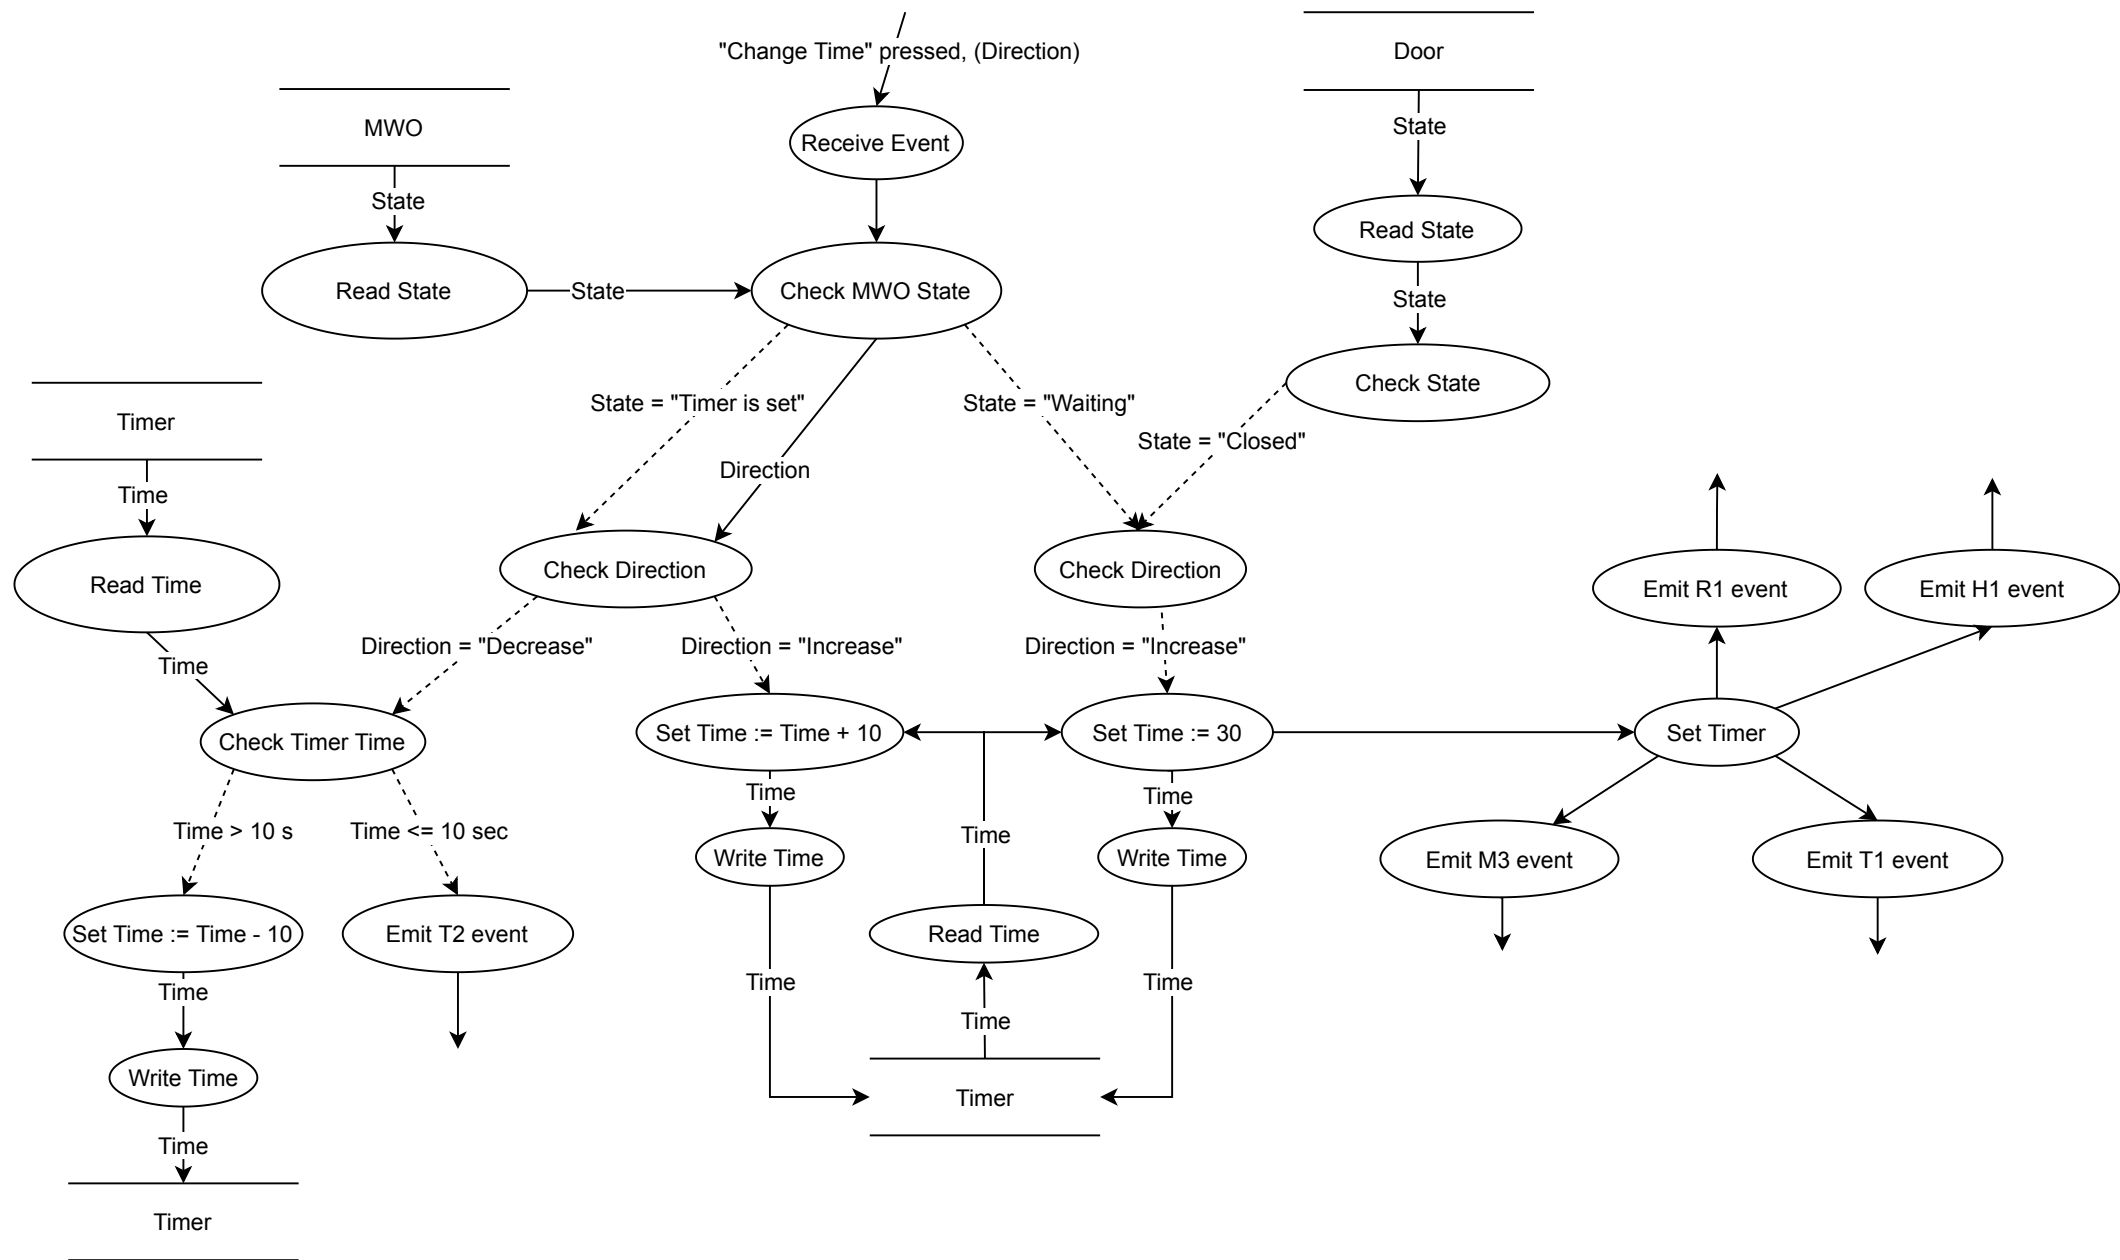 "Change Time" pressed, (Direction)
Door
MWO
State
Receive Event
State
Read State
Read State
State
Check MWO State
State
Check State
Timer
State = "Timer is set"
State = "Waiting"
State = "Closed"
Direction
Time
Read Time
Check Direction
Check Direction
Emit R1 event
Emit H1 event
Time
Direction = "Decrease"
Direction = "Increase"
Direction = "Increase"
Check Timer Time
Set Time := Time + 10
Set Time := 30
Set Timer
Time
Time
Time > 10 s
Time <= 10 sec
Time
Write Time
Write Time
Emit M3 event
Emit T1 event
Set Time := Time - 10
Emit T2 event
Read Time
Time
Time
Time
Time
Write Time
Timer
Time
Timer